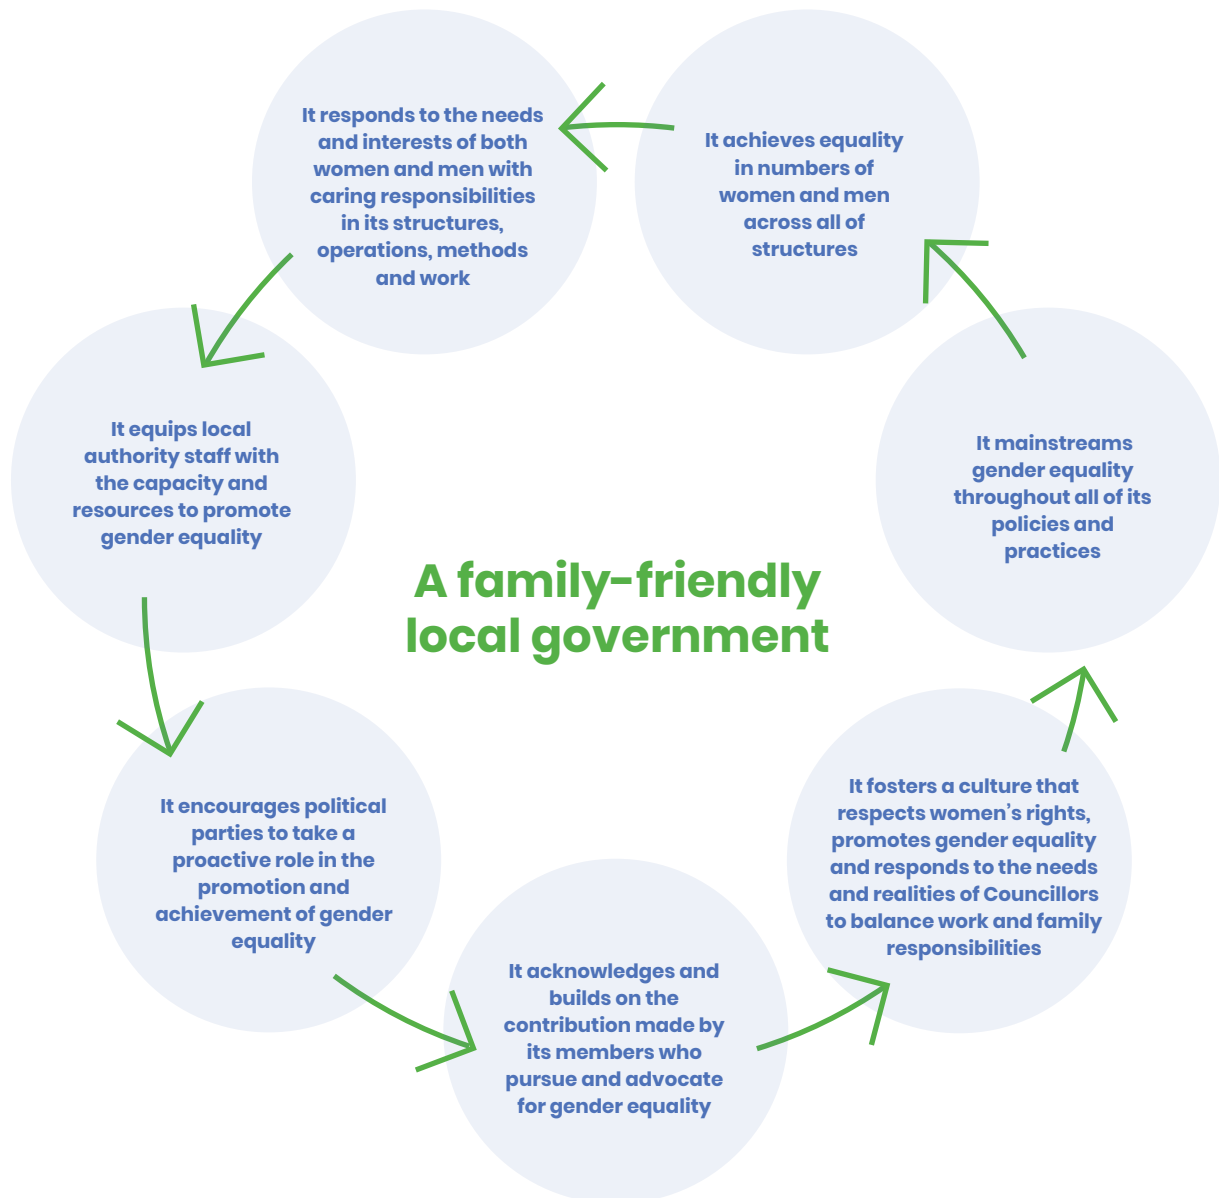 It responds to the needs
and interests of both
women and men with
caring responsibilities
in its structures,
operations, methods
and work
It achieves equality
in numbers of
women and men
across all of
structures
It equips local
authority staff with
the capacity and
resources to promote
gender equality
It mainstreams
gender equality
throughout all of its
policies and
practices
A family-friendly
local government
It encourages political
parties to take a
proactive role in the
promotion and
achievement of gender
equality
It acknowledges and
builds on the
contribution made by
its members who
pursue and advocate
for gender equality
It fosters a culture that
respects women’s rights,
promotes gender equality
and responds to the needs
and realities of Councillors
to balance work and family
responsibilities